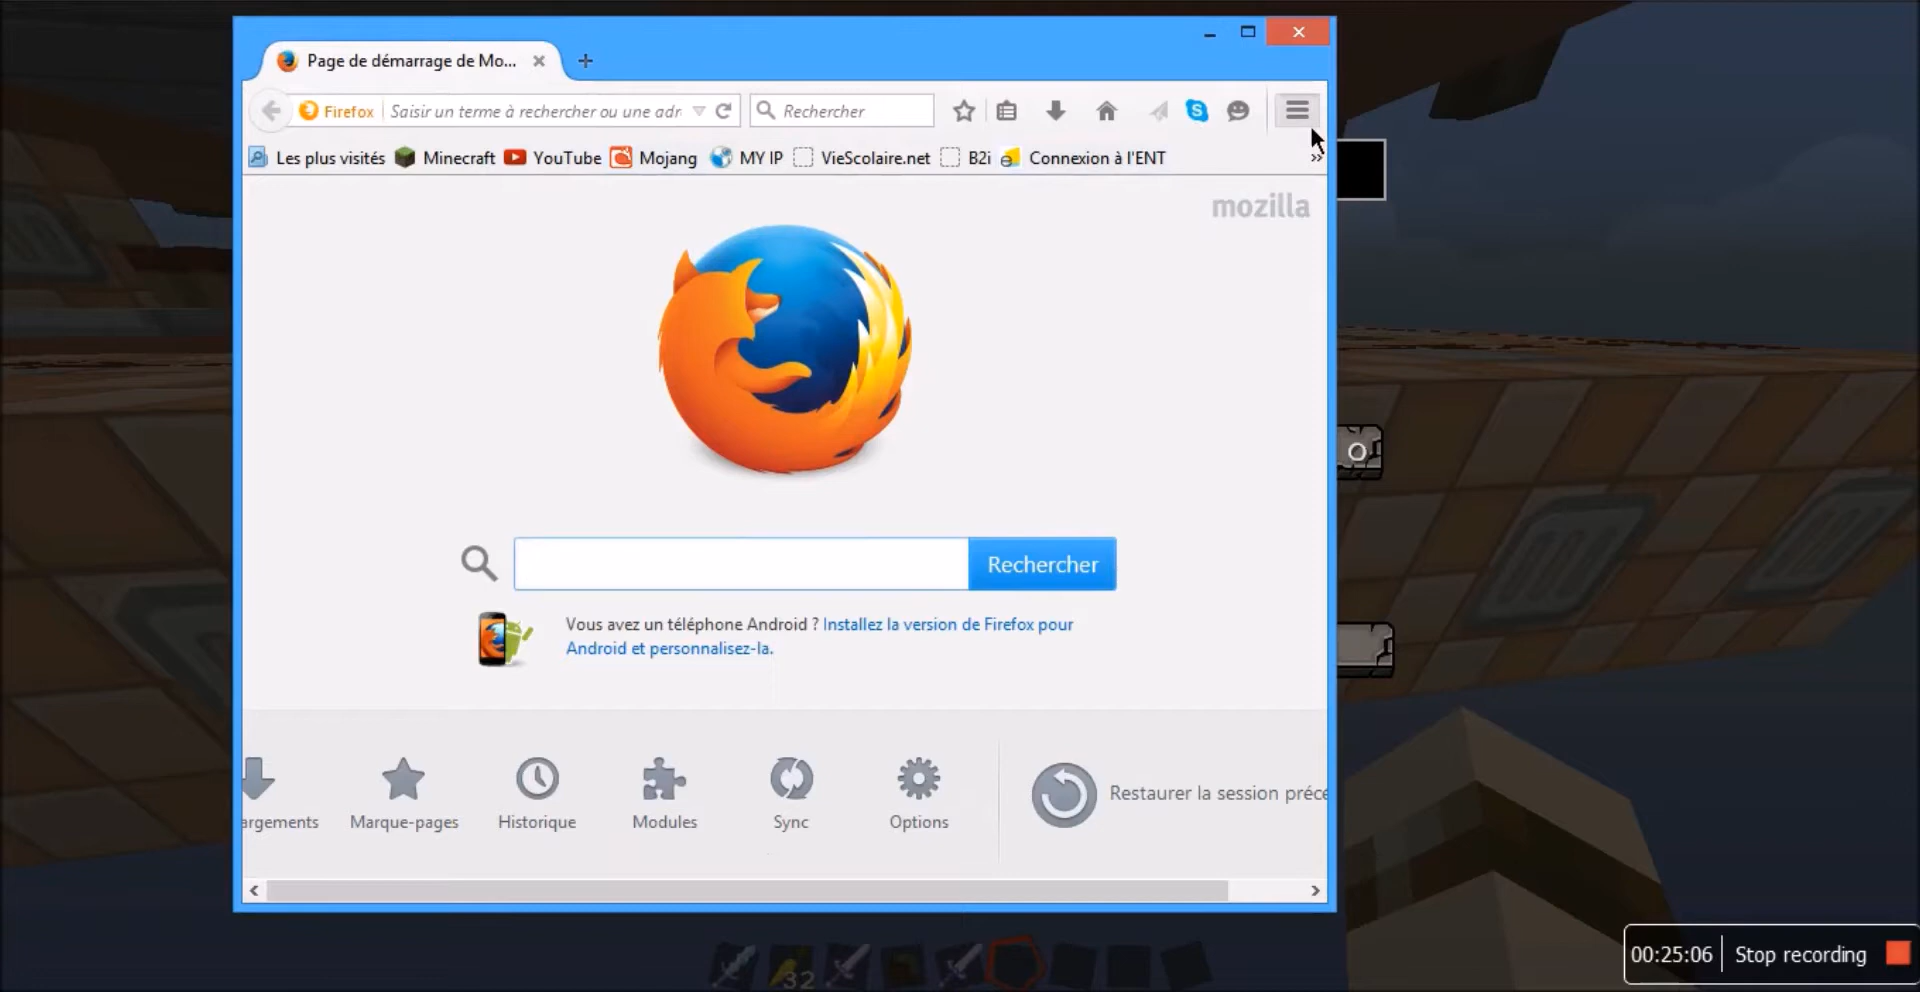 Page de démarrage de Mo...
Firefox Saisir un terme à rechercher ou une adr Rechercher
Les plus visités Minecraft YouTube Mojang MY IP VieScolaire.net B2i Connexion à l'ENT »
mozilla
Rechercher
Vous avez un téléphone Android ? Installez la version de Firefox pour
Android et personnalisez-la.
Restaurer la session préce
argements Marque-pages Historique Modules Sync Options
32
00:25:06 Stop recording